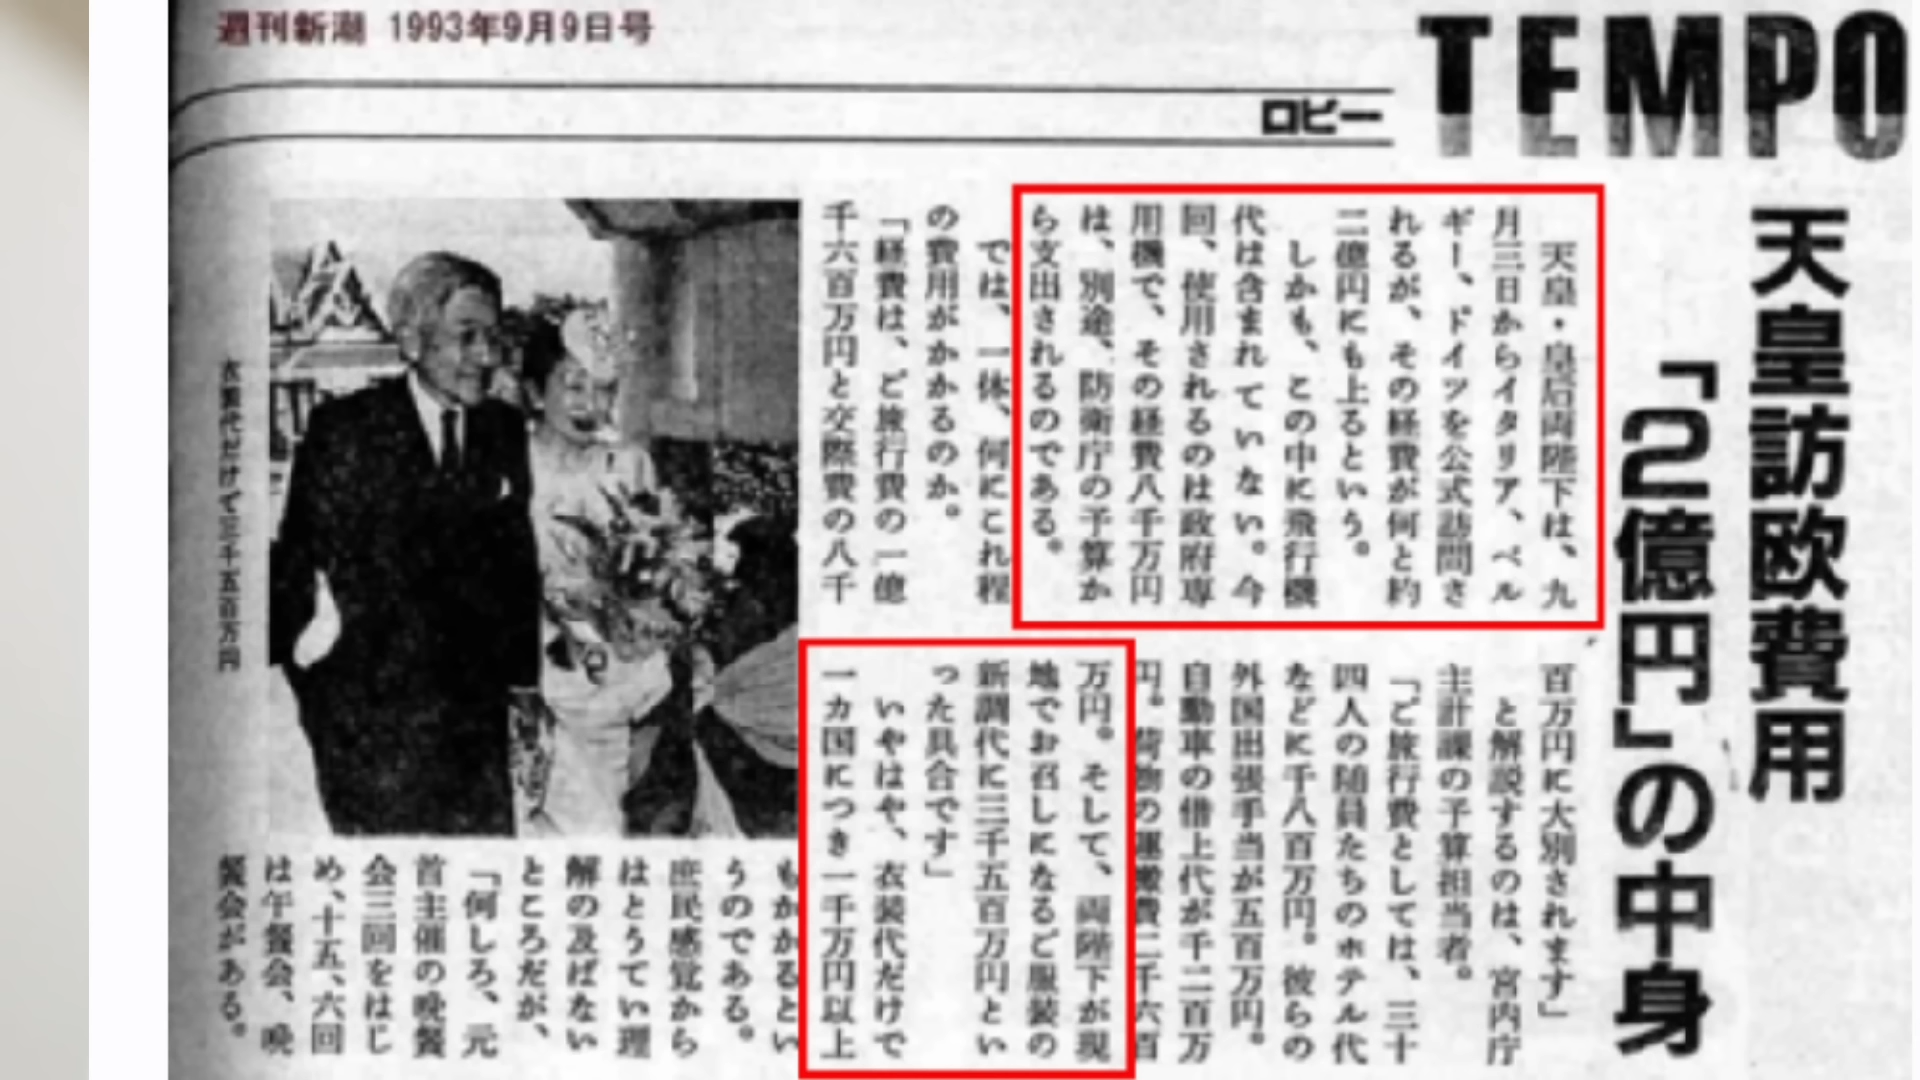 週刊新潮 1993年9月9日号
TEMPO
ロビー
天皇訪欧費用
「2億円」の中身
天皇・皇后両陛下は、九
月三日からイタリア、ベル
ギー、ドイツを公式訪問さ
れるが、その経費が何と約
二億円にも上るという。
しかも、この中に飛行機
代は含まれていない。今
回、使用されるのは政府専
用機で、その経費八千万円
は、別途、防衛庁の予算か
ら支出されるのである。
では、一体、何にこれ程
の費用がかかるのか。
「経費は、ご旅行費の一億
千六百万円と交際費の八千
百万円に大別されます」
と解説するのは、宮内庁
主計課の予算担当者。
「ご旅行費としては、三十
四人の随員たちのホテル代
などに千八百万円。彼らの
外国出張手当が五百万円。
自動車の借上代が千二百万
円。荷物の運搬費二千六百
万円。そして、両陛下が現
地でお召しになるご服装の
新調代に三千五百万円とい
った具合です」
いやはや、衣装代だけで
一カ国につき一千万円以上
もかかるとい
うのである。
庶民感覚から
はとうてい理
解の及ばない
ところだが、
「何しろ、元
首主催の晩餐
会三回をはじ
め、十五、六回
は午餐会、晩
餐会がある。
衣装代だけで三千五百万円